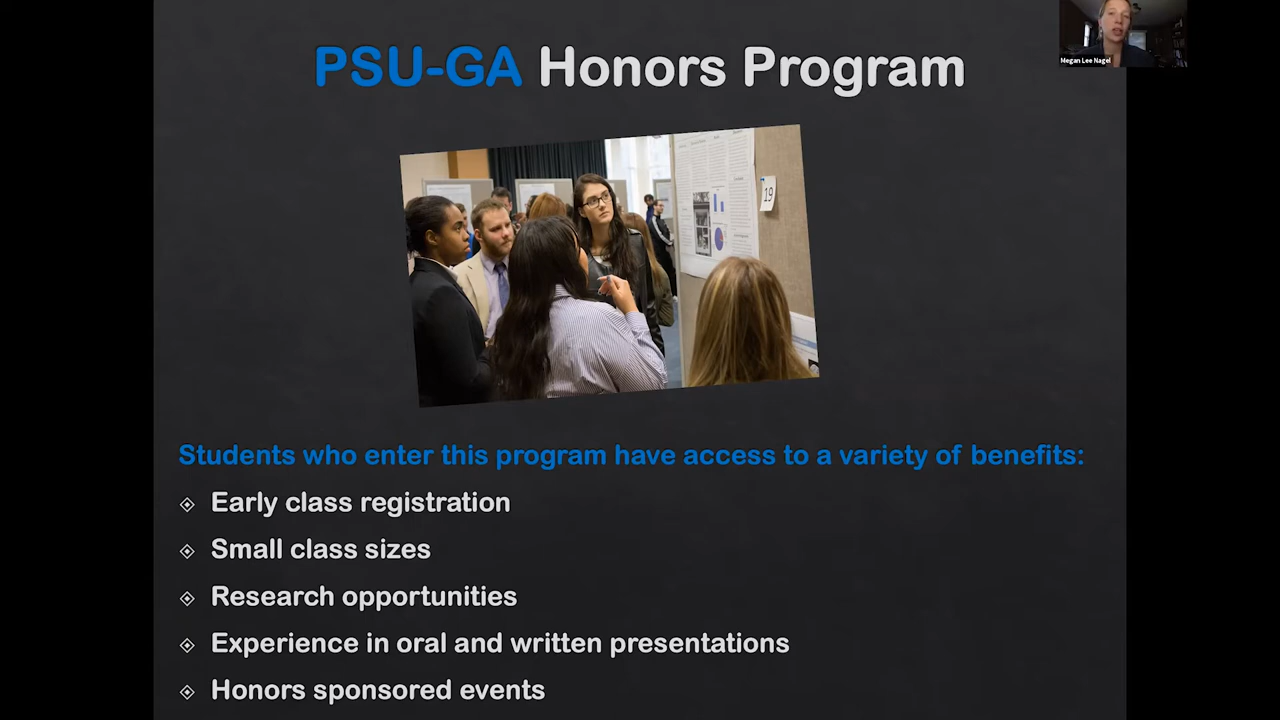 PSU-GA Honors Program
Megan Lee Nagel
19
Students who enter this program have access to a variety of benefits:
Early class registration
Small class sizes
Research opportunities
Experience in oral and written presentations
Honors sponsored events